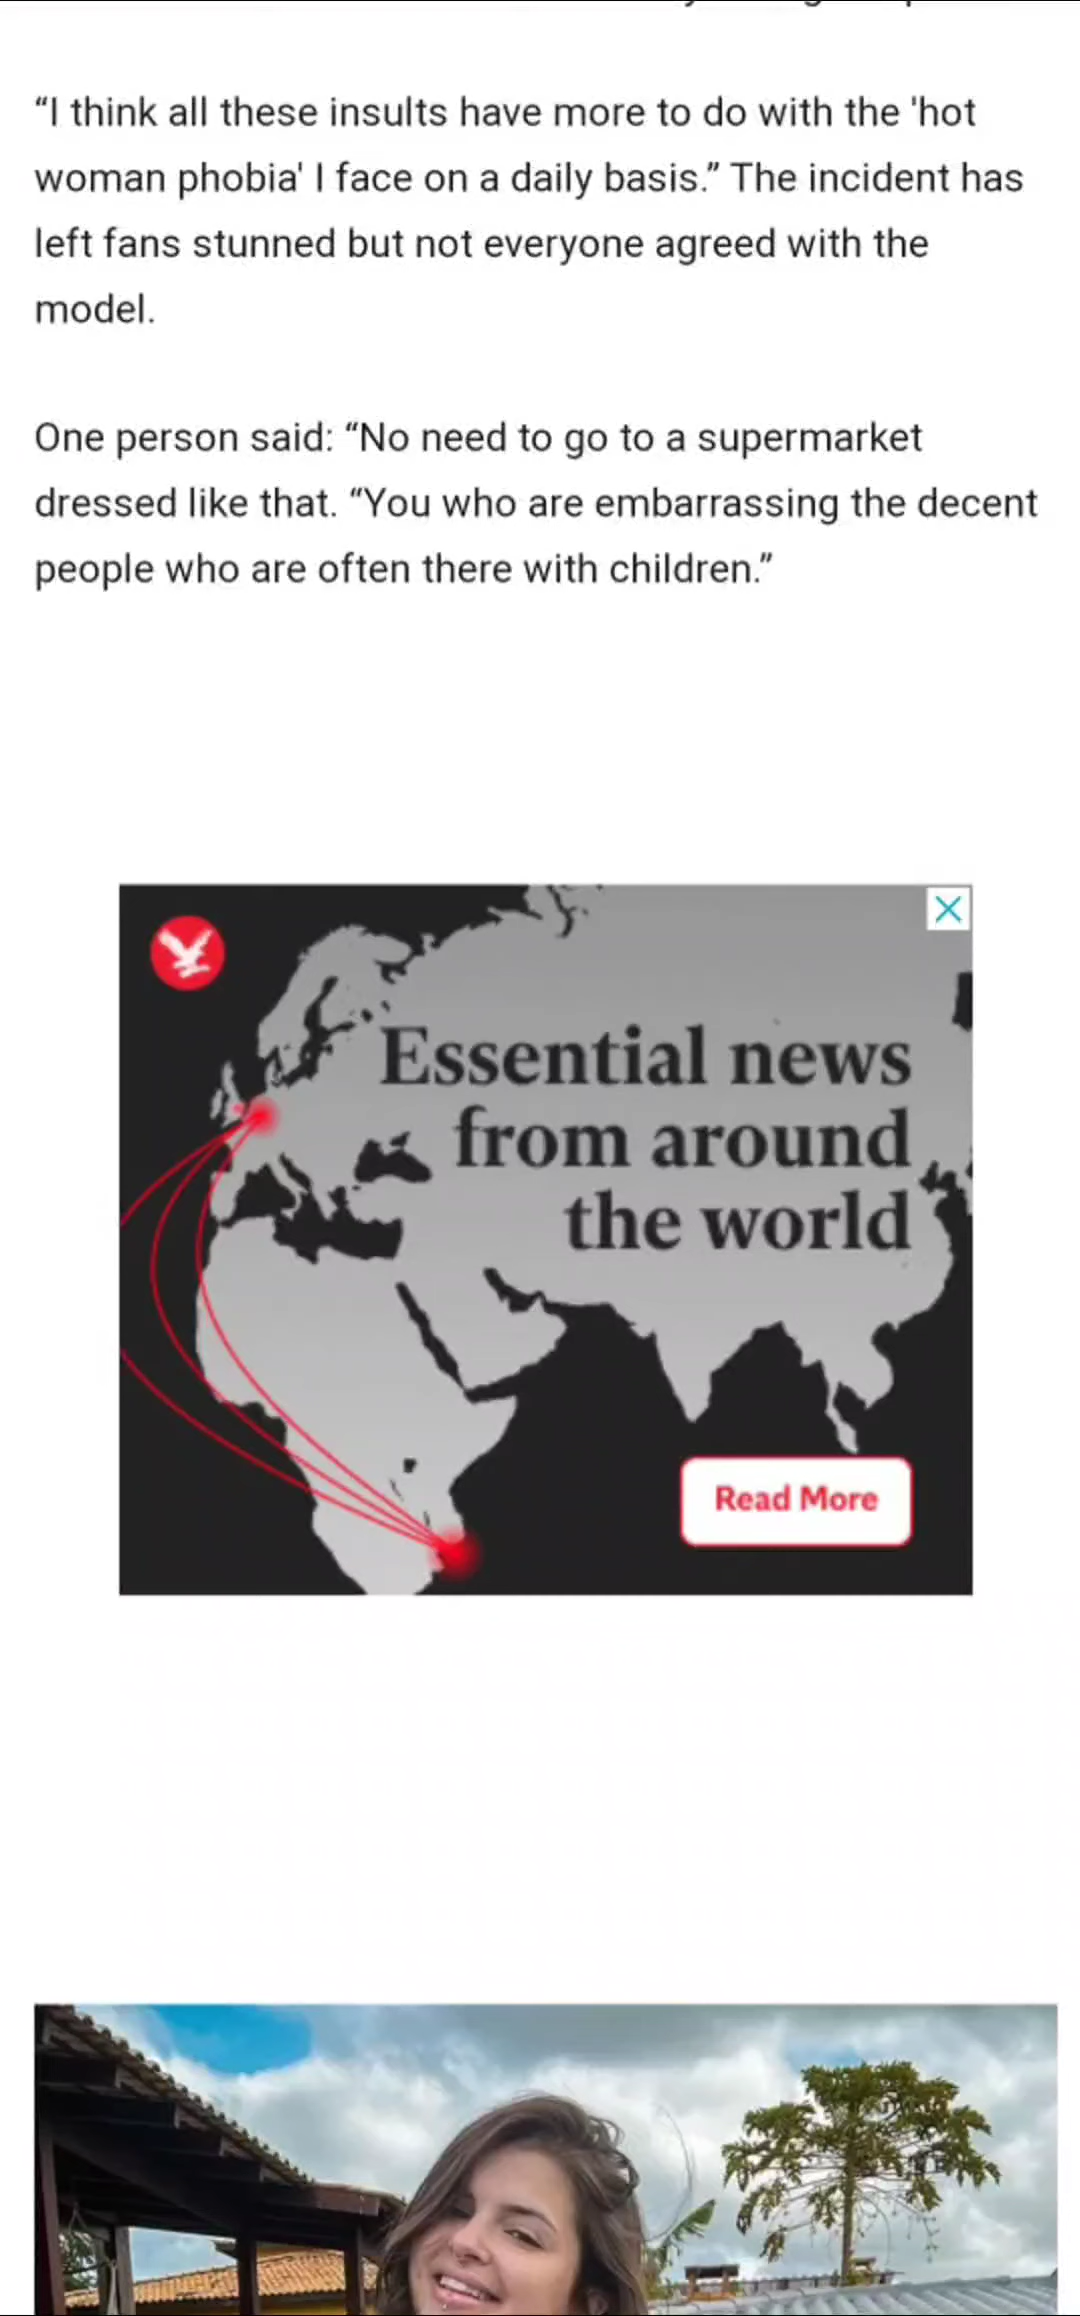 “I think all these insults have more to do with the 'hot
woman phobia' I face on a daily basis.” The incident has
left fans stunned but not everyone agreed with the
model.
One person said: “No need to go to a supermarket
dressed like that. “You who are embarrassing the decent
people who are often there with children.”
Essential news
from around
the world
Read More